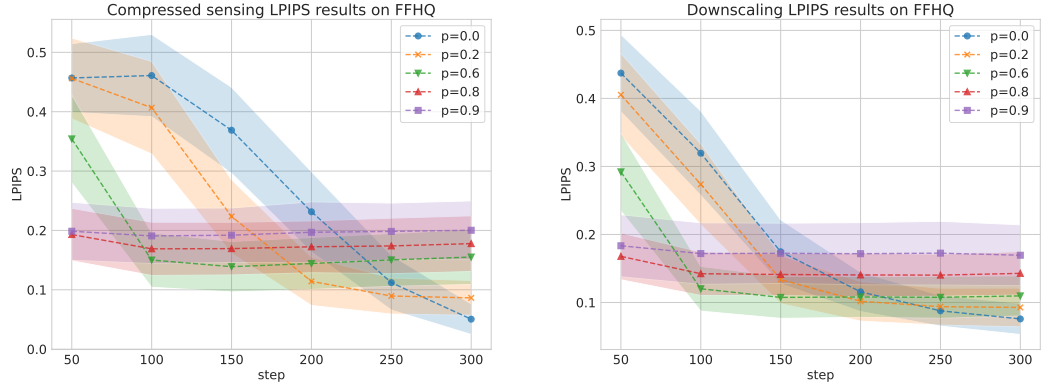 Compressed sensing LPIPS results on FFHQ
LPIPS
0.5
0.4
0.3
0.2
0.1
0.0
p=0.0
p=0.2
p=0.6
p=0.8
p=0.9
50 100 150 200 250 300
step
Downscaling LPIPS results on FFHQ
LPIPS
0.5
0.4
0.3
0.2
0.1
p=0.0
p=0.2
p=0.6
p=0.8
p=0.9
50 100 150 200 250 300
step